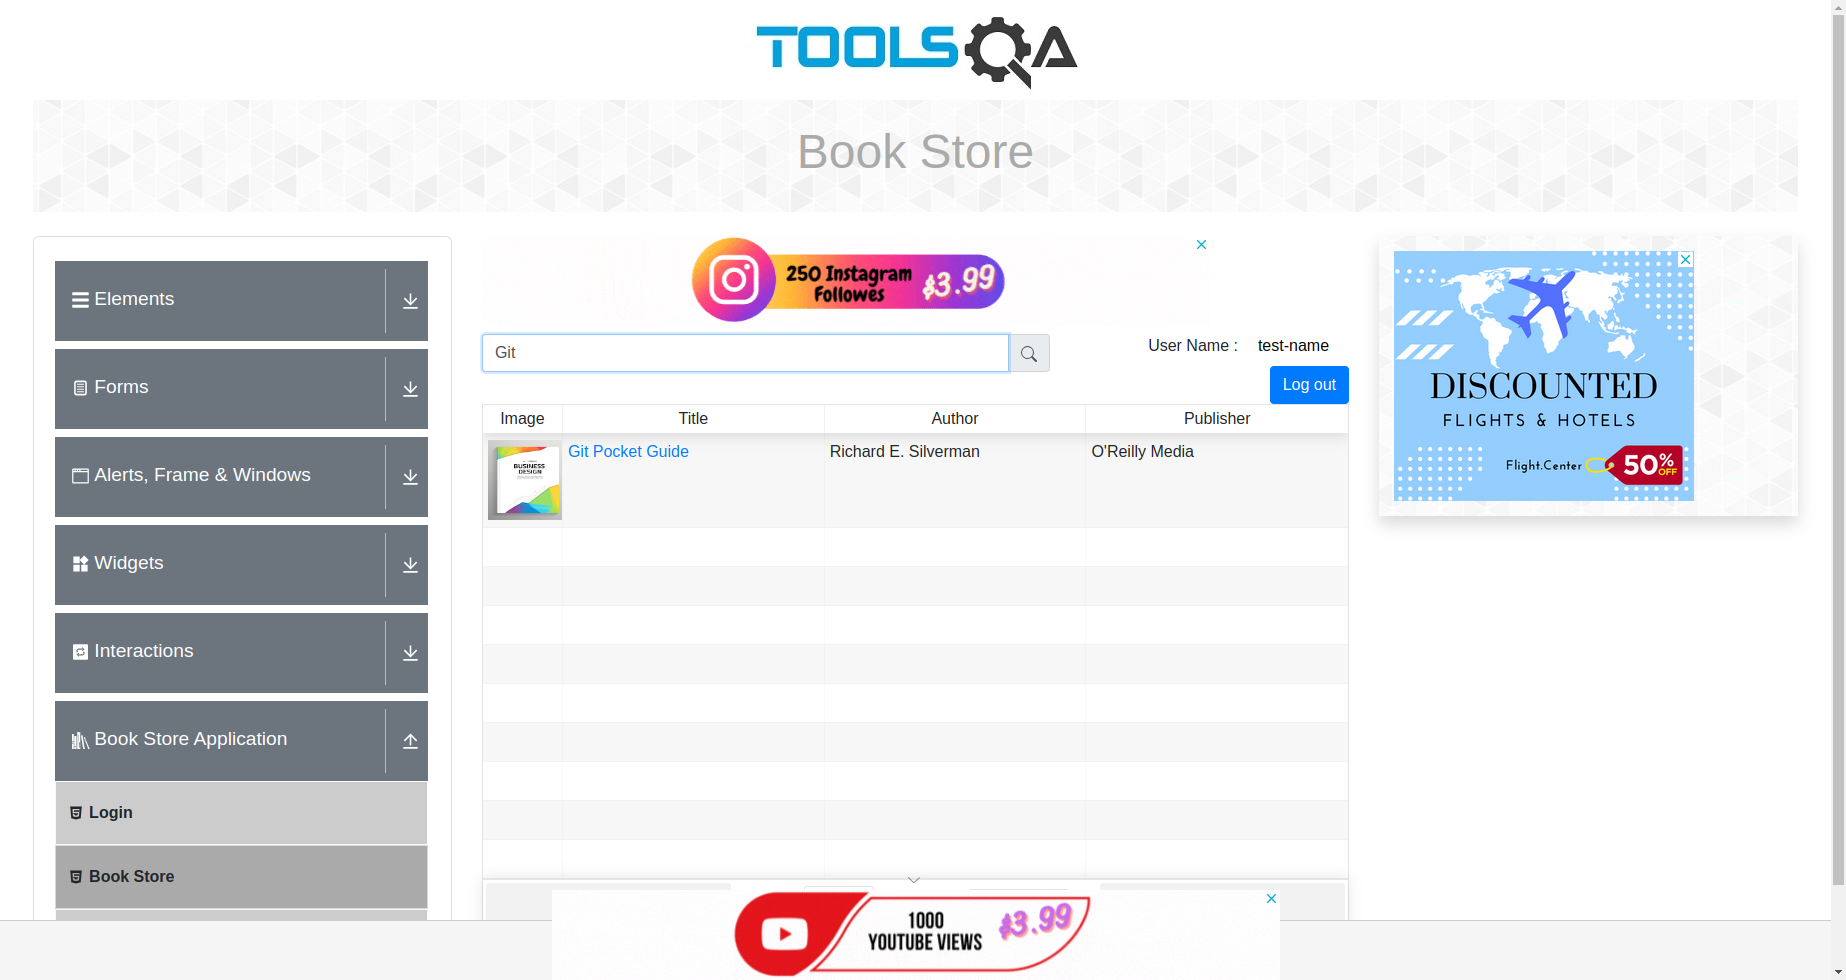 TOOLSQA
Book Store
Elements
Forms
Alerts, Frame & Windows
Widgets
Interactions
Book Store Application
Login
Book Store
250 Instagram
Followes
$3.99
Git
User Name : test-name
Log out
Image Title Author Publisher
BUSINESS
DESIGN
Git Pocket Guide Richard E. Silverman O'Reilly Media
DISCOUNTED
FLIGHTS & HOTELS
Flight.Center
50% OFF
1000
YOUTUBE VIEWS
$3.99